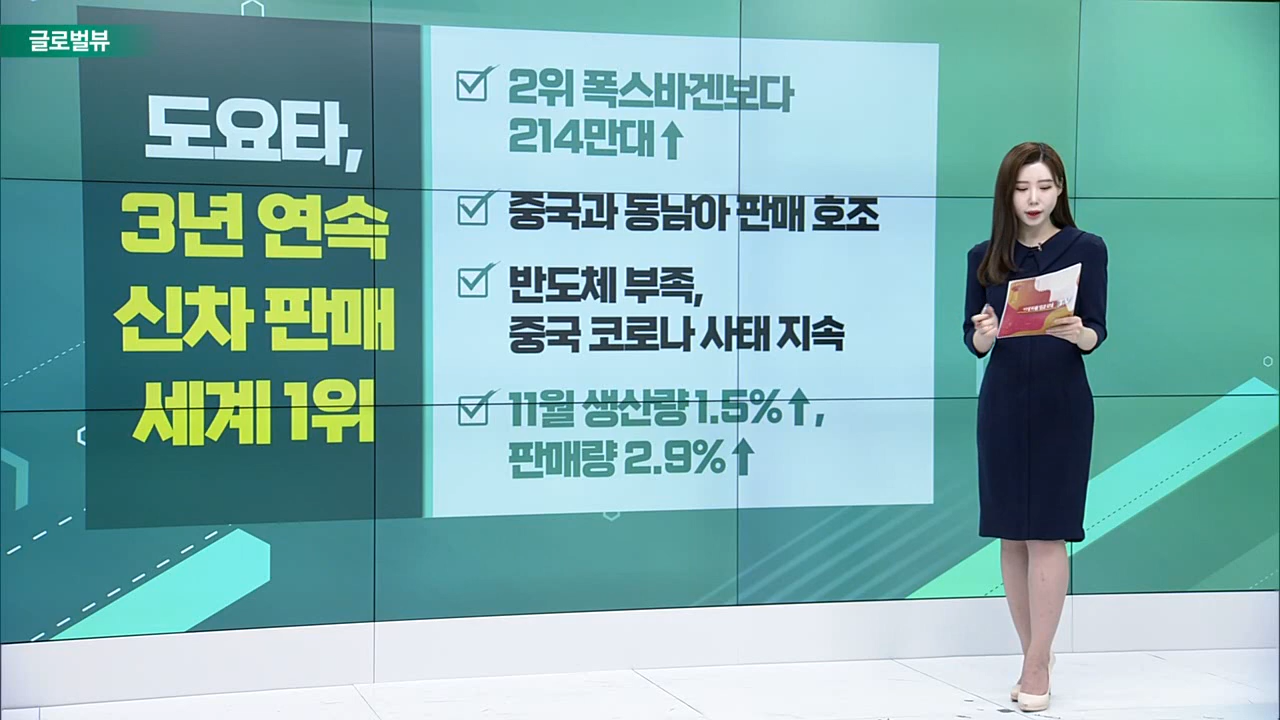 글로벌뷰
도요타,
3년 연속
신차 판매
세계 1위
2위 폭스바겐보다
214만대↑
중국과 동남아 판매 호조
반도체 부족,
중국 코로나 사태 지속
11월 생산량 1.5%↑,
판매량 2.9%↑